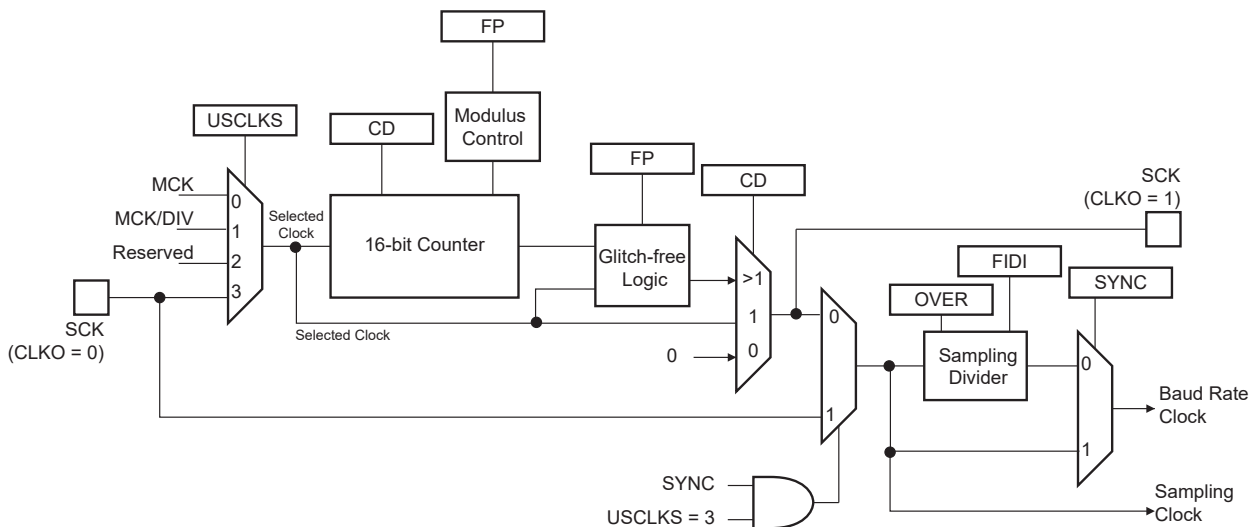 FP
USCLKS
CD
Modulus
Control
FP
CD
SCK
(CLKO = 1)
MCK
0
MCK/DIV
1
Reserved
2
3
Selected
Clock
16-bit Counter
Glitch-free
Logic
>1
1
0
0
SCK
(CLKO = 0)
Selected Clock
FIDI
OVER
SYNC
0
1
Sampling
Divider
0
1
Baud Rate
Clock
SYNC
USCLKS = 3
Sampling
Clock